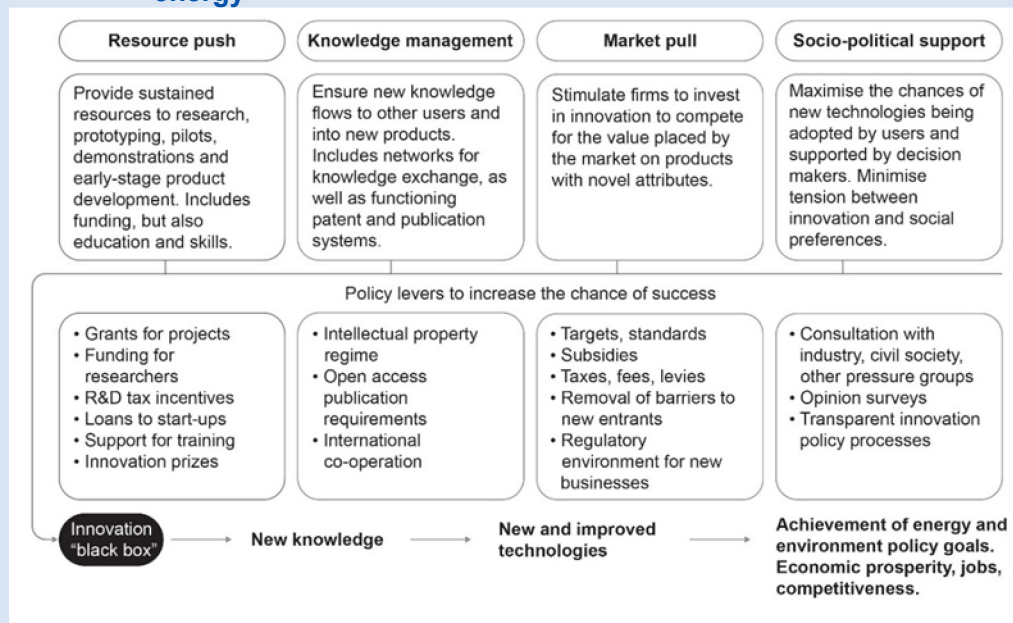 energy
Resource push
Knowledge management
Market pull
Socio-political support
Provide sustained
resources to research,
prototyping, pilots,
demonstrations and
early-stage product
development. Includes
funding, but also
education and skills.
Ensure new knowledge
flows to other users and
into new products.
Includes networks for
knowledge exchange, as
well as functioning
patent and publication
systems.
Stimulate firms to invest
in innovation to compete
for the value placed by
the market on products
with novel attributes.
Maximise the chances of
new technologies being
adopted by users and
supported by decision
makers. Minimise
tension between
innovation and social
preferences.
Policy levers to increase the chance of success
• Grants for projects
• Funding for
researchers
• R&D tax incentives
• Loans to start-ups
• Support for training
• Innovation prizes
• Intellectual property
regime
• Open access
publication
requirements
• International
co-operation
• Targets, standards
• Subsidies
• Taxes, fees, levies
• Removal of barriers to
new entrants
• Regulatory
environment for new
businesses
• Consultation with
industry, civil society,
other pressure groups
• Opinion surveys
• Transparent innovation
policy processes
Innovation
"black box"
New knowledge
New and improved
technologies
Achievement of energy and
environment policy goals.
Economic prosperity, jobs,
competitiveness.